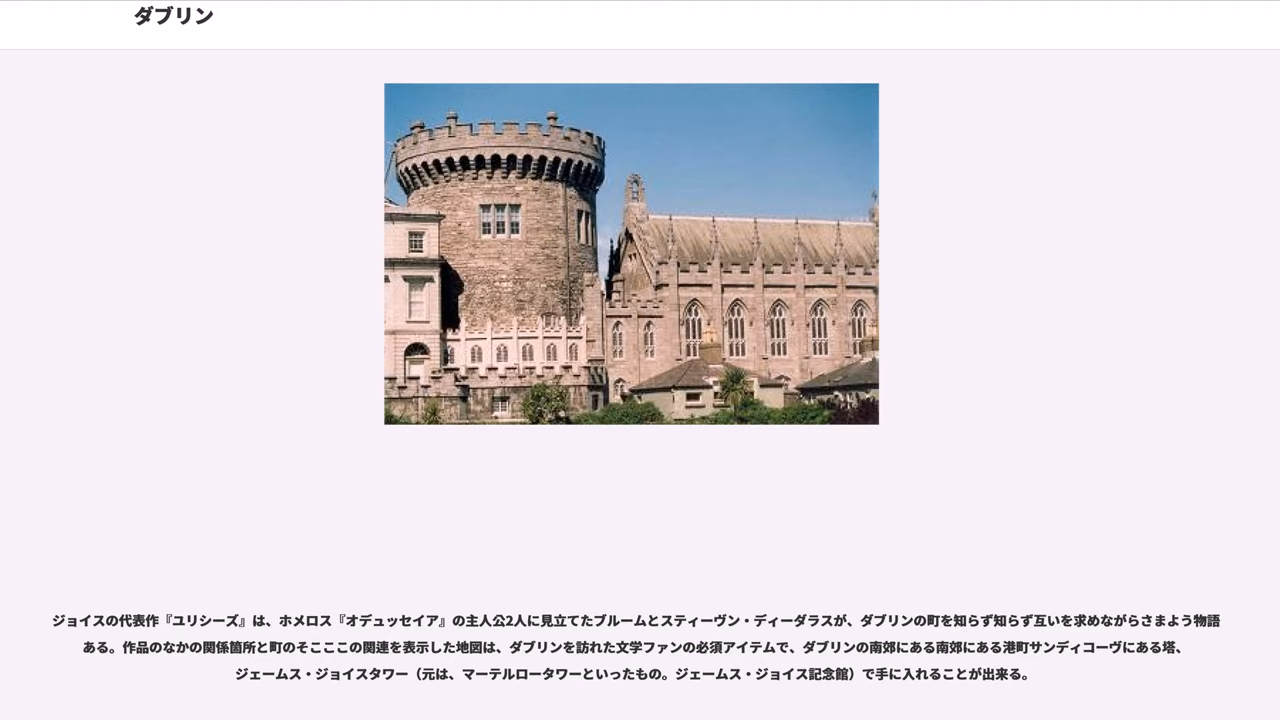 ダブリン
ジョイスの代表作『ユリシーズ』は、ホメロス『オデュッセイア』の主人公2人に見立てたブルームとスティーヴン・ディーダラスが、ダブリンの町を知らず知らず互いを求めながらさまよう物語
ある。作品のなかの関係箇所と町のそこここの関連を表示した地図は、ダブリンを訪れた文学ファンの必須アイテムで、ダブリンの南郊にある南郊にある港町サンディコーヴにある塔、
ジェームス・ジョイスタワー（元は、マーテルロータワーといったもの。ジェームス・ジョイス記念館）で手に入れることが出来る。